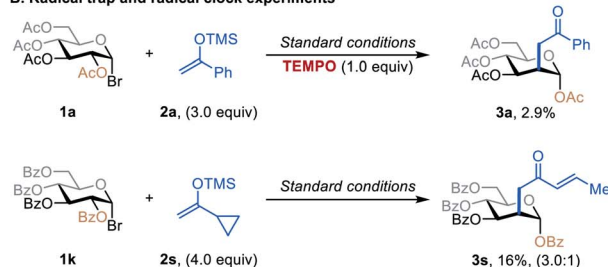 B. Radical trap and radical clock experiments
AcO
AcO
AcO
AcO
O
Br
+
OTMS
Ph
Standard conditions
TEMPO (1.0 equiv)
O
Ph
AcO
AcO
AcO
O
OAc
1a
2a, (3.0 equiv)
3a, 2.9%
BzO
BzO
BzO
BzO
O
Br
+
OTMS
Standard conditions
O
Me
BzO
BzO
BzO
O
OBz
1k
2s, (4.0 equiv)
3s, 16%, (3.0:1)